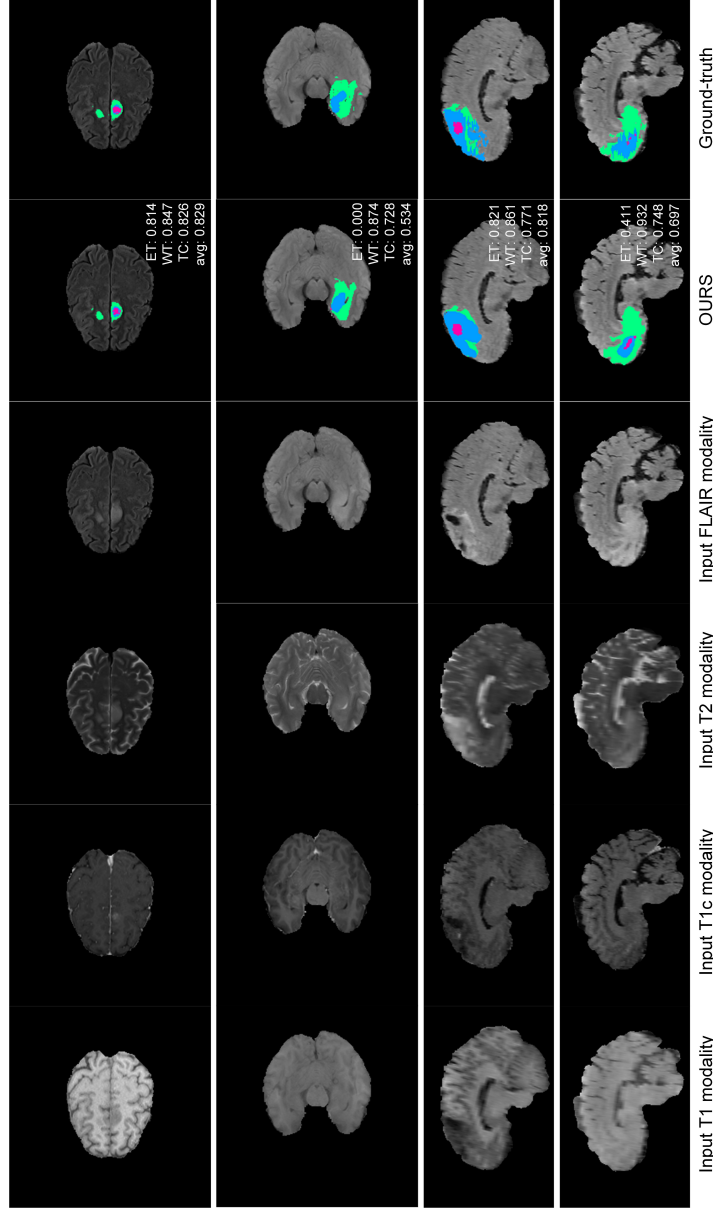 ET: 0.814
WT: 0.847
TC: 0.826
avg: 0.829
ET: 0.000
WT: 0.874
TC: 0.728
avg: 0.534
ET: 0.821
WT: 0.861
TC: 0.771
avg: 0.818
ET: 0.411
WT: 0.932
TC: 0.748
avg: 0.697
Input T1 modality
Input T1c modality
Input T2 modality
Input FLAIR modality
OURS
Ground-truth